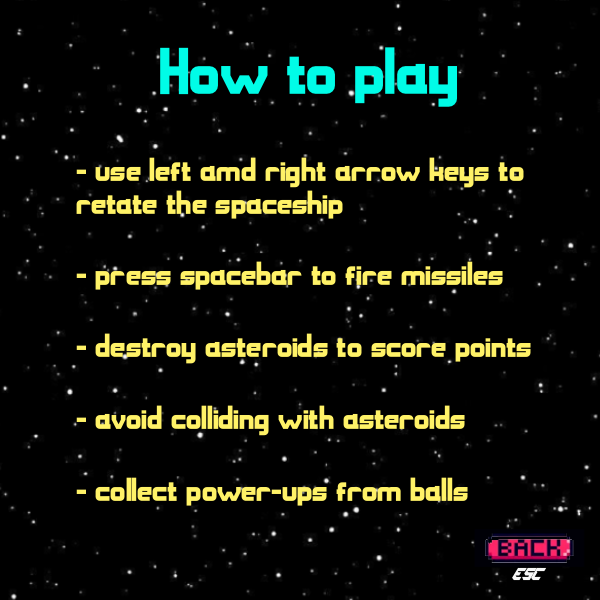 How to play
- use left amd right arrow keys to
retate the spaceship
- press spacebar to fire missiles
- destroy asteroids to score points
- avoid colliding with asteroids
- collect power-ups from balls
BACK
ESC